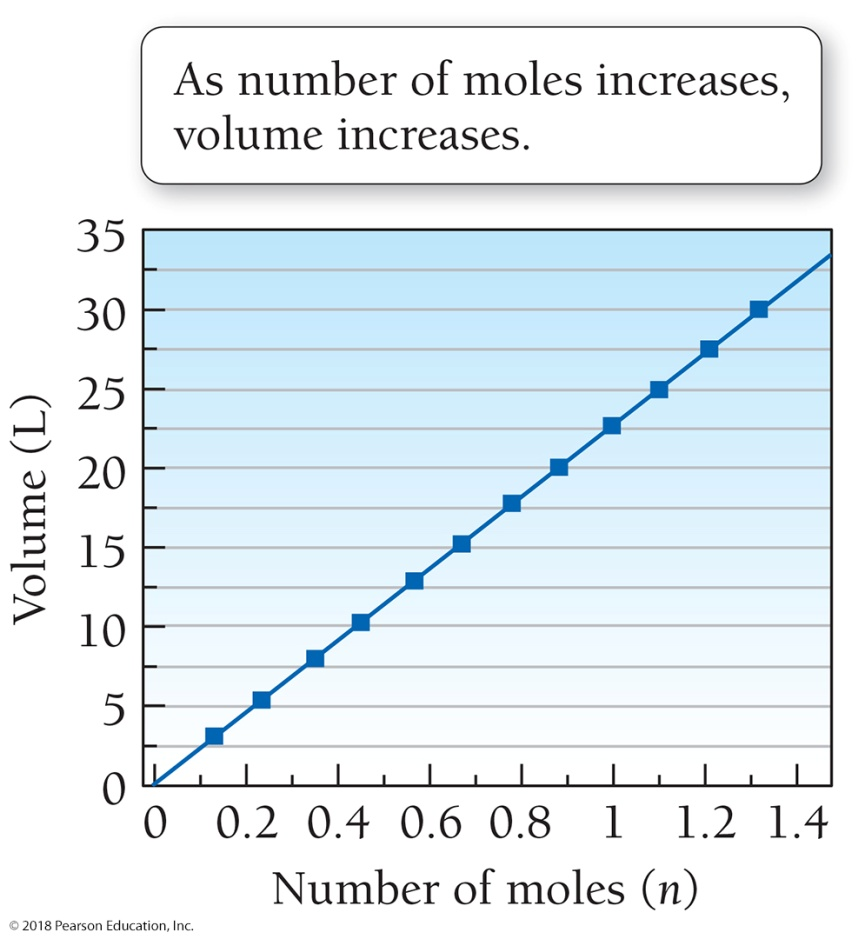 As number of moles increases,
volume increases.
35
30
25
20
15
10
5
0
Volume (L)
0 0.2 0.4 0.6 0.8 1 1.2 1.4
Number of moles (n)
© 2018 Pearson Education, Inc.